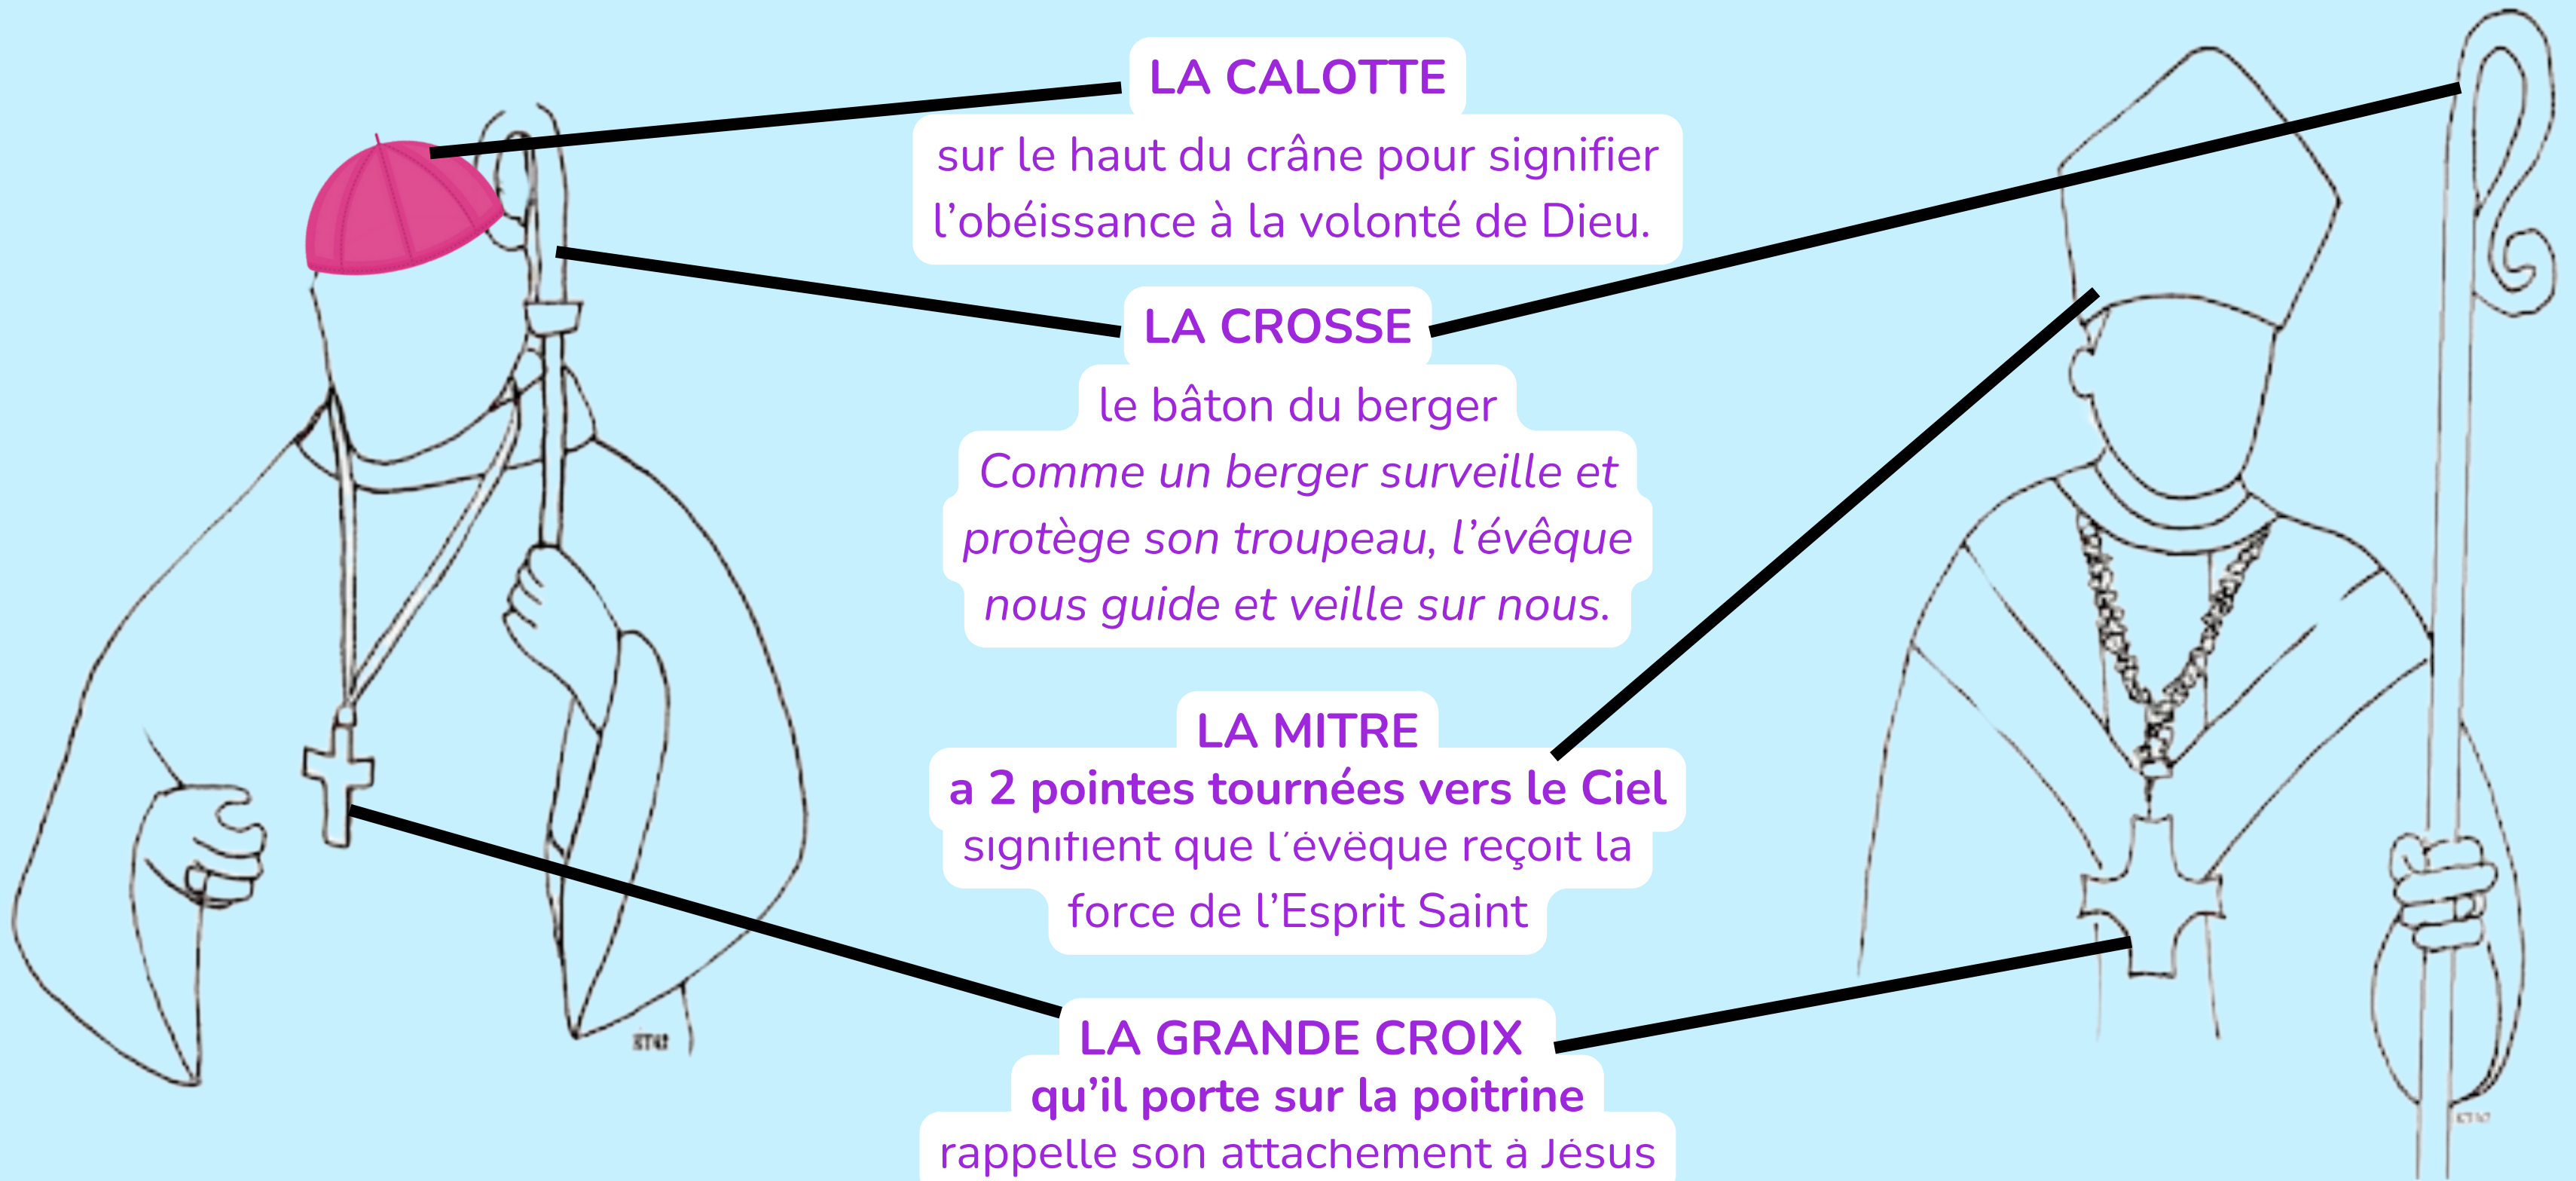 LA CALOTTE
sur le haut du crâne pour signifier
l’obéissance à la volonté de Dieu.
LA CROSSE
le bâton du berger
Comme un berger surveille et
protège son troupeau, l’évêque
nous guide et veille sur nous.
LA MITRE
a 2 pointes tournées vers le Ciel
signifient que l’évêque reçoit la
force de l’Esprit Saint
LA GRANDE CROIX
qu’il porte sur la poitrine
rappelle son attachement à Jésus